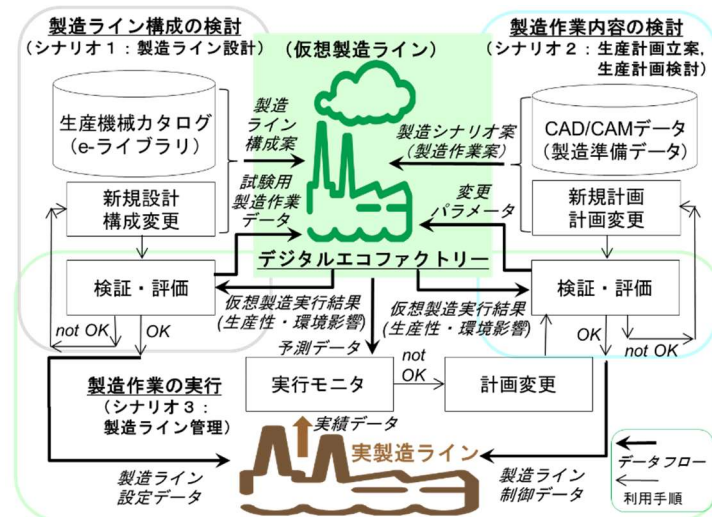 製造ライン構成の検討
(シナリオ1：製造ライン設計)
生産機械カタログ
(e-ライブラリ)
新規設計
構成変更
検証・評価
not OK
OK
製造
ライン
構成案
試験用
製造作業
データ
(仮想製造ライン)
デジタルエコファクトリー
製造シナリオ案
(製造作業案)
変更
パラメータ
製造作業内容の検討
(シナリオ2：生産計画立案,
生産計画検討)
CAD/CAMデータ
(製造準備データ)
新規計画
計画変更
検証・評価
OK
not OK
仮想製造実行結果
(生産性・環境影響)
仮想製造実行結果
(生産性・環境影響)
予測データ
実行モニタ
not
OK
計画変更
製造作業の実行
(シナリオ3：
製造ライン管理)
実績データ
実製造ライン
製造ライン
設定データ
製造ライン
制御データ
データフロー
利用手順